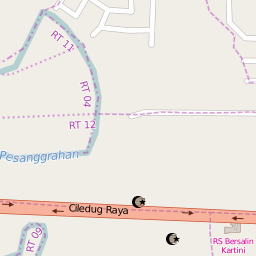 RT 11
RT 04
RT 12
Pesanggrahan
Ciledug Raya
RT 09
RS Bersalin
Kartini